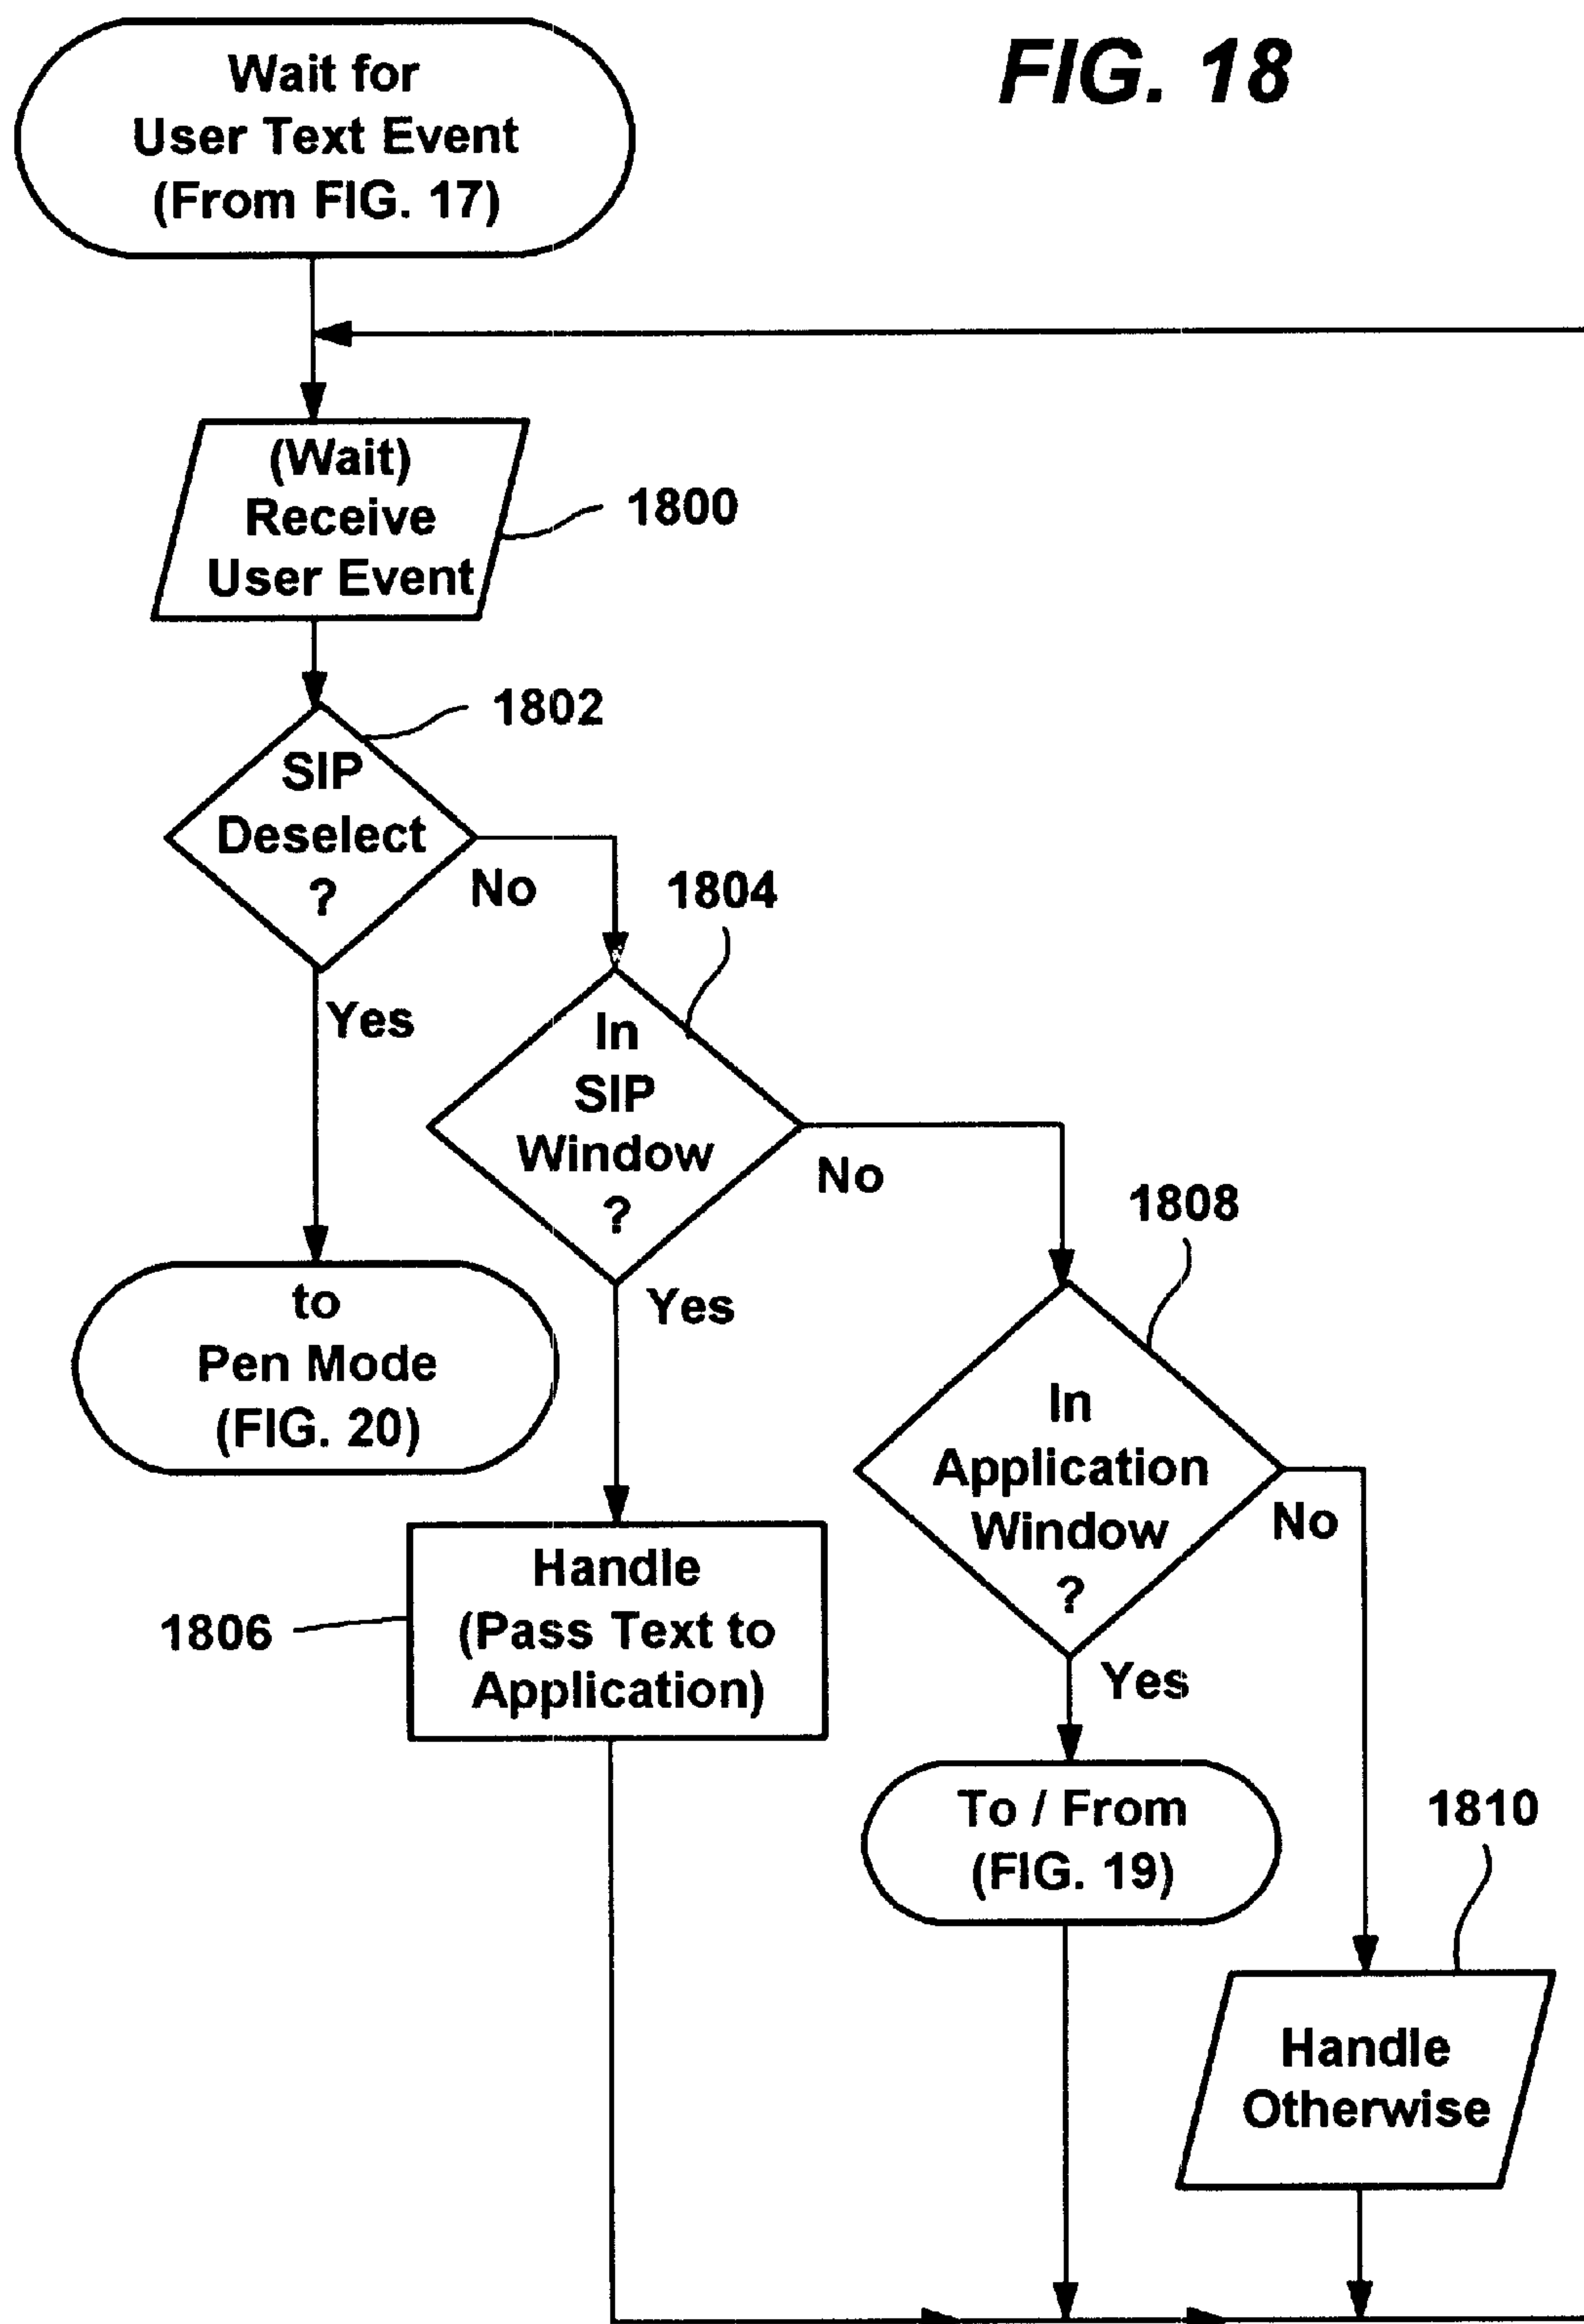 FIG. 18
Wait for
User Text Event
(From FIG. 17)
(Wait)
Receive
User Event
1800
1802
SIP
Deselect
?
No
Yes
1804
In
SIP
Window
?
No
Yes
to
Pen Mode
(FIG. 20)
1808
In
Application
Window
?
No
Yes
Handle
(Pass Text to
Application)
1806
To / From
(FIG. 19)
1810
Handle
Otherwise